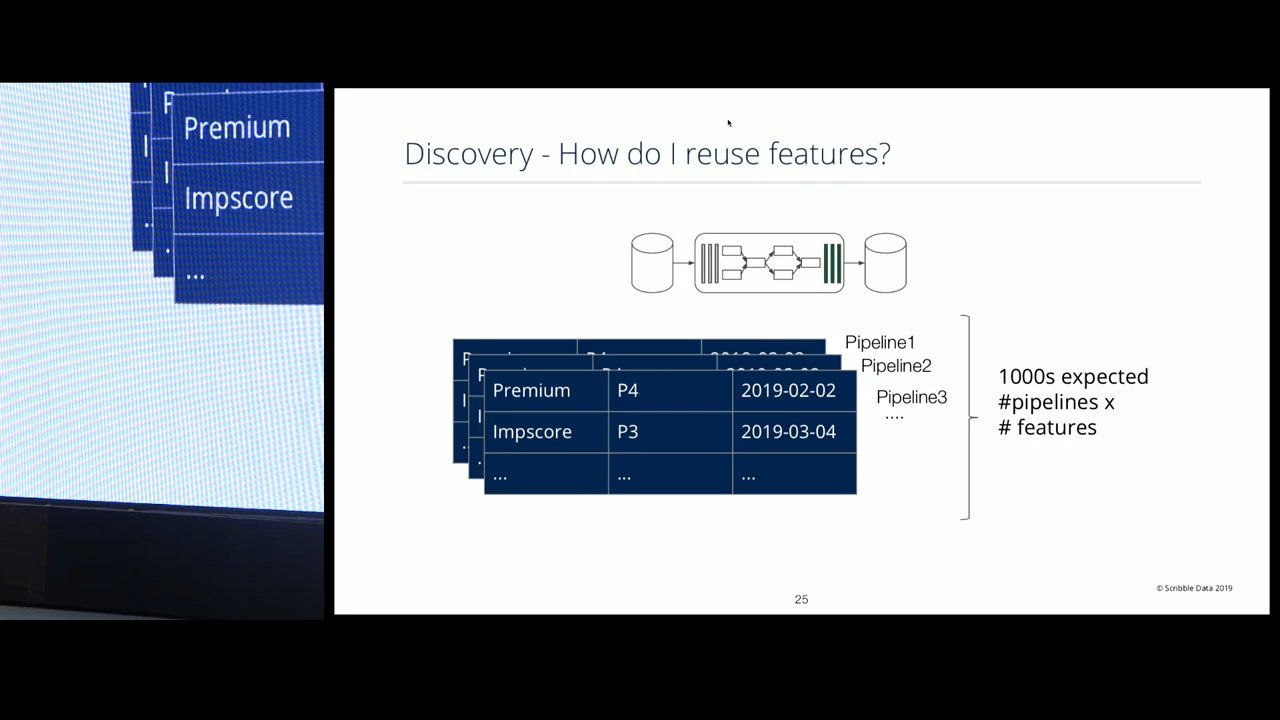 Premium
Impscore
...
Discovery - How do I reuse features?
Pipeline1
Pipeline2
Pipeline3
....
Premium P4 2019-02-02
Impscore P3 2019-03-04
... ... ...
1000s expected
#pipelines x
# features
© Scribble Data 2019
25